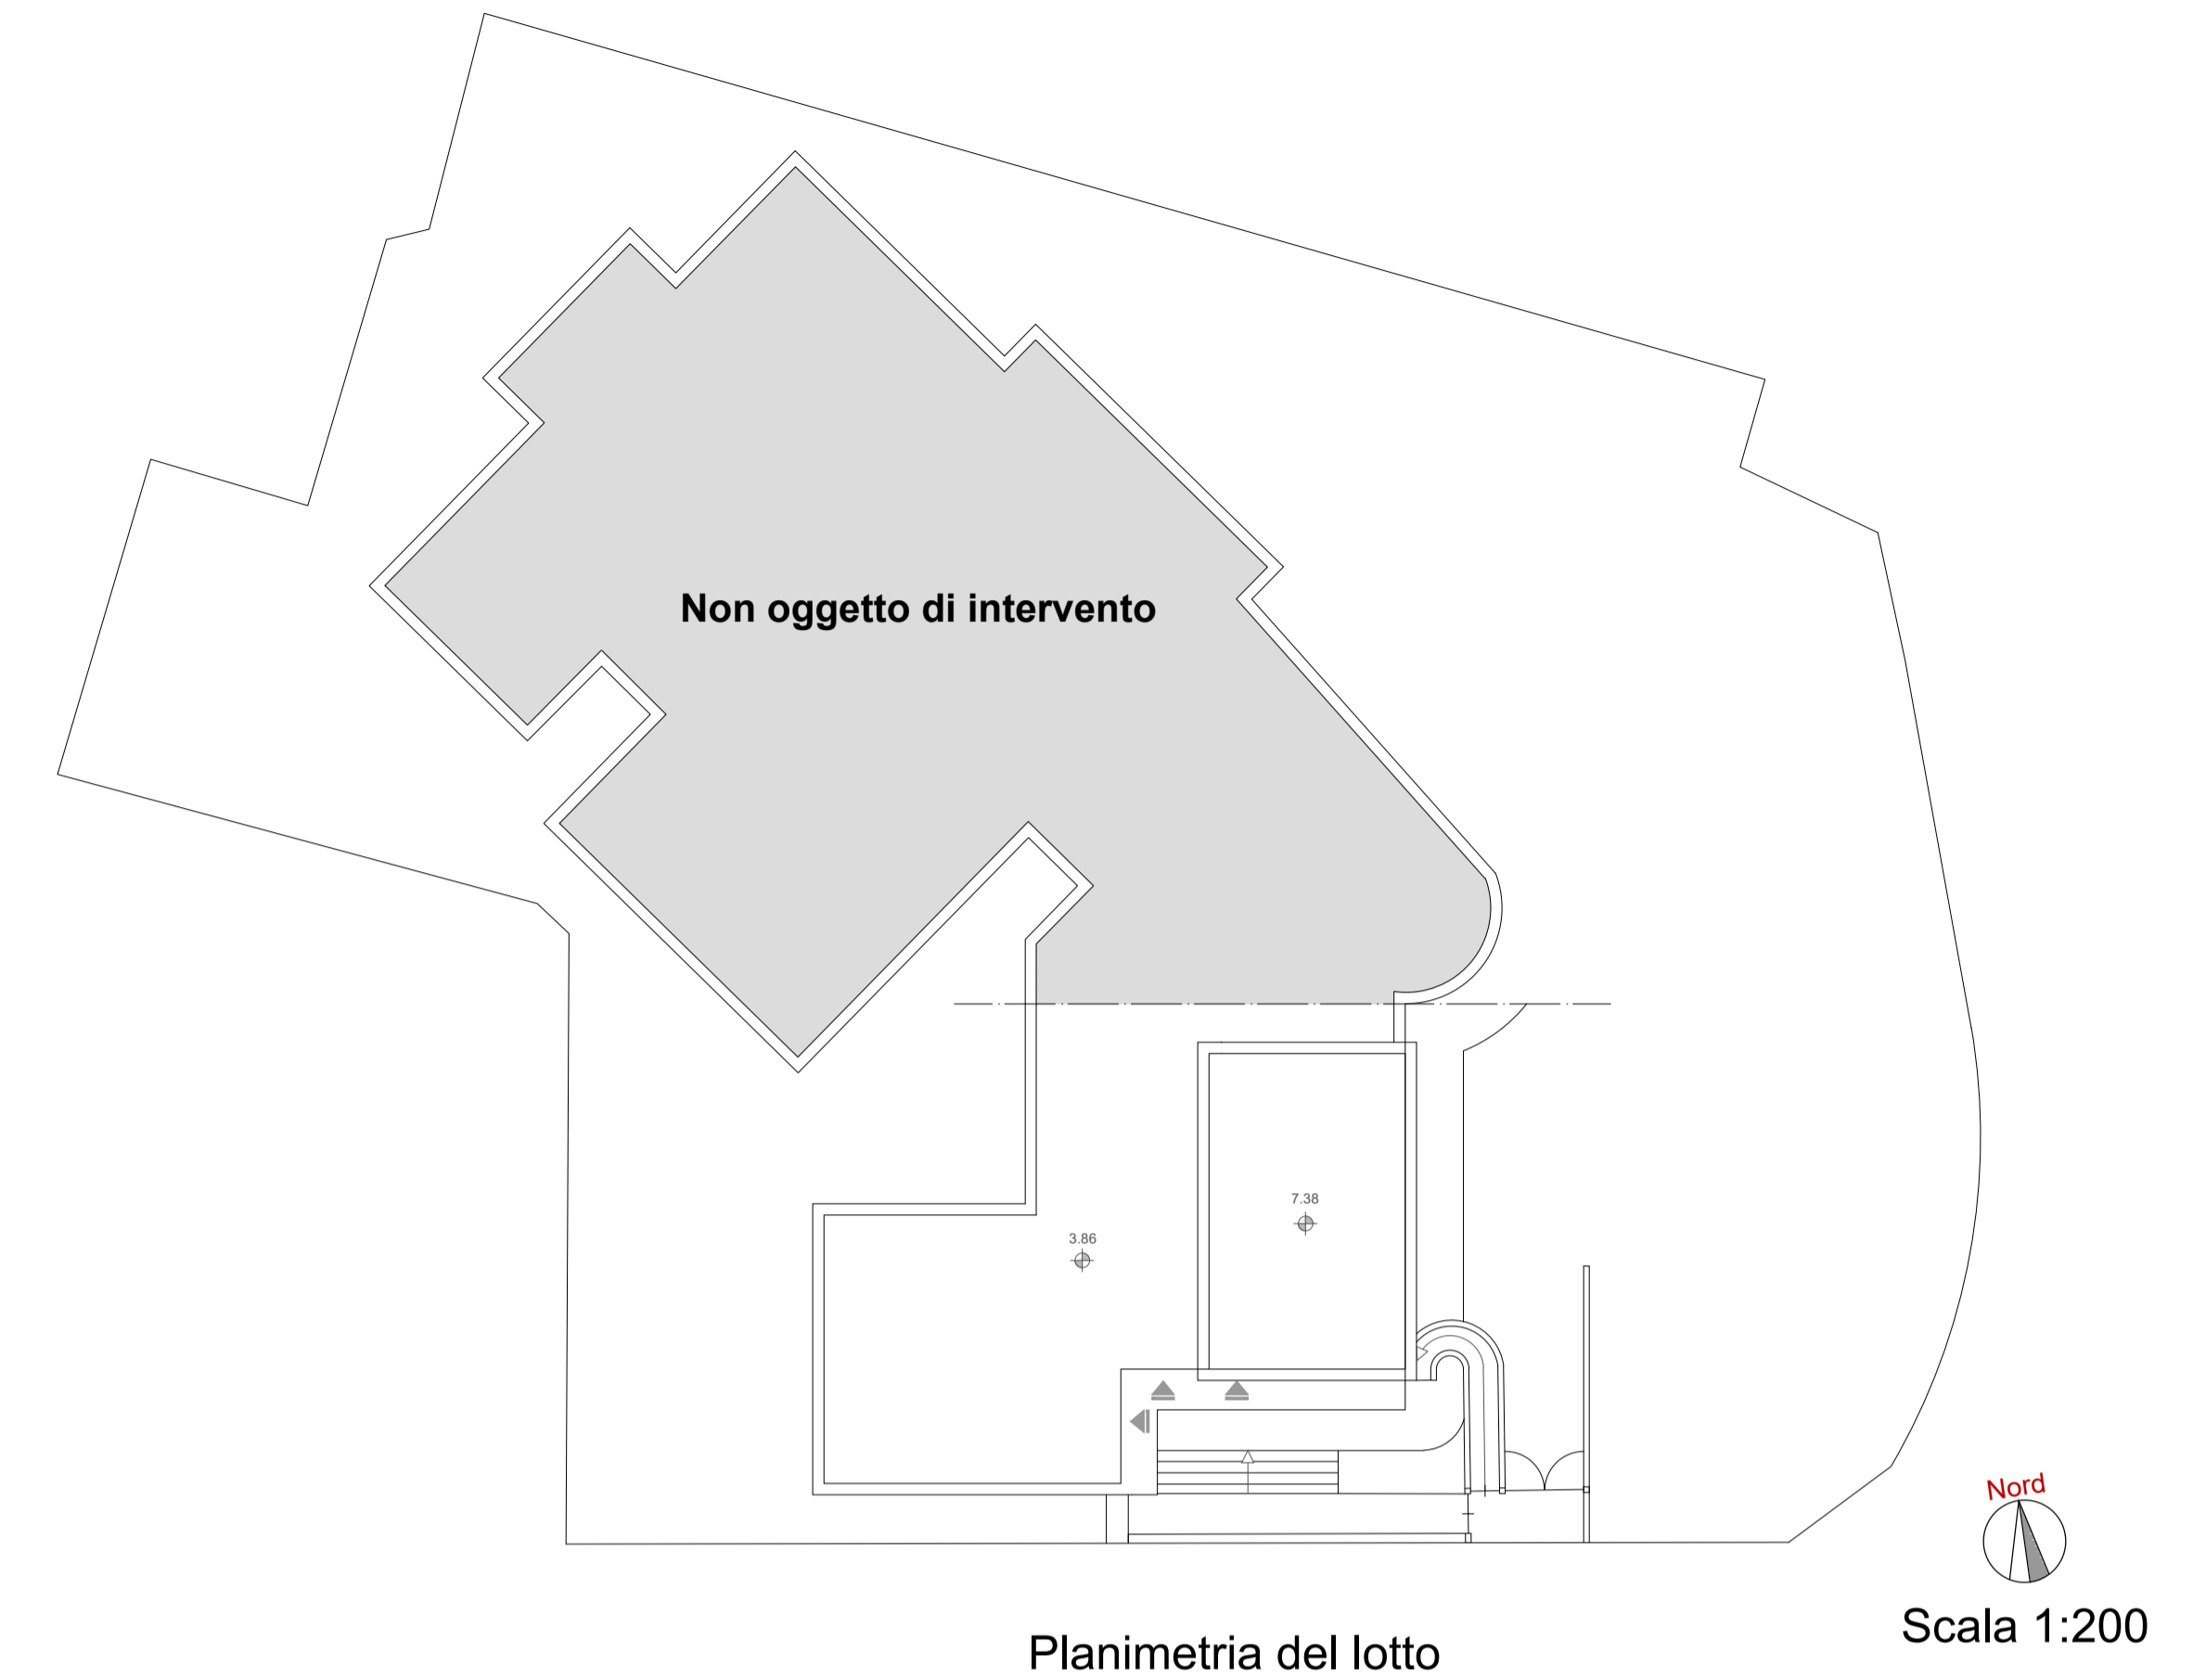 Non oggetto di intervento
7.38
3.86
Nord
Scala 1:200
Planimetria del lotto